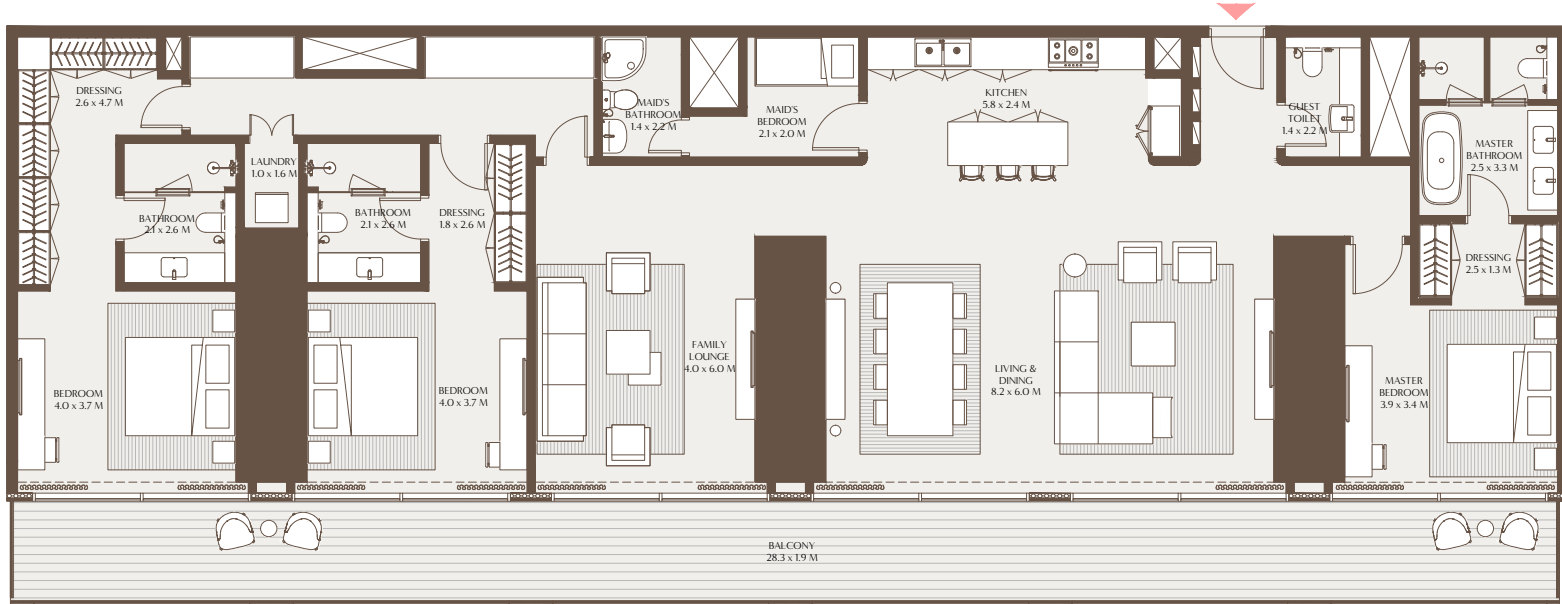 DRESSING
2.6 x 4.7 M
MAID'S
BATHROOM
1.4 x 2.2 M
MAID'S
BEDROOM
2.1 x 2.0 M
KITCHEN
5.8 x 2.4 M
GUEST
TOILET
1.4 x 2.2 M
MASTER
BATHROOM
2.5 x 3.3 M
LAUNDRY
1.0 x 1.6 M
BATHROOM
2.1 x 2.6 M
BATHROOM
2.1 x 2.6 M
DRESSING
1.8 x 2.6 M
DRESSING
2.5 x 1.3 M
BEDROOM
4.0 x 3.7 M
BEDROOM
4.0 x 3.7 M
FAMILY
LOUNGE
4.0 x 6.0 M
LIVING &
DINING
8.2 x 6.0 M
MASTER
BEDROOM
3.9 x 3.4 M
BALCONY
28.3 x 1.9 M